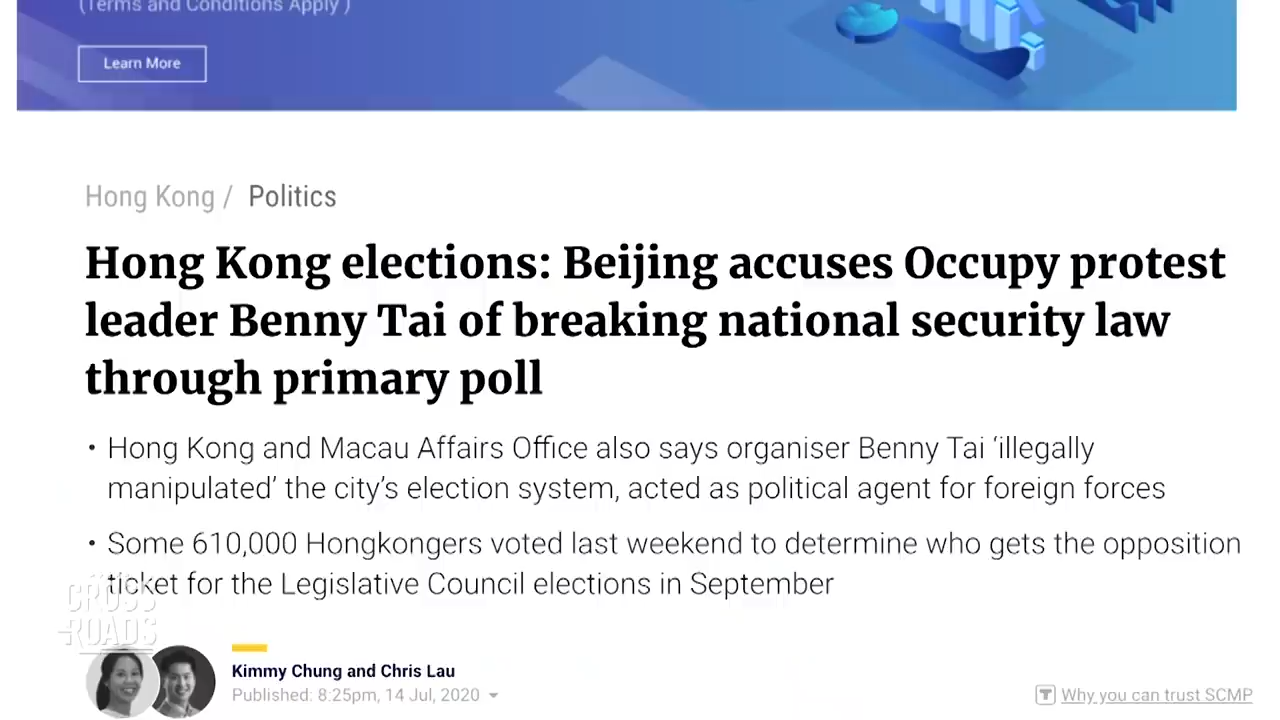 (Terms and Conditions Apply )
Learn More
Hong Kong / Politics
Hong Kong elections: Beijing accuses Occupy protest
leader Benny Tai of breaking national security law
through primary poll
• Hong Kong and Macau Affairs Office also says organiser Benny Tai ‘illegally
manipulated’ the city’s election system, acted as political agent for foreign forces
• Some 610,000 Hongkongers voted last weekend to determine who gets the opposition
ticket for the Legislative Council elections in September
CROSS
ROADS
Kimmy Chung and Chris Lau
Published: 8:25pm, 14 Jul, 2020
T Why you can trust SCMP